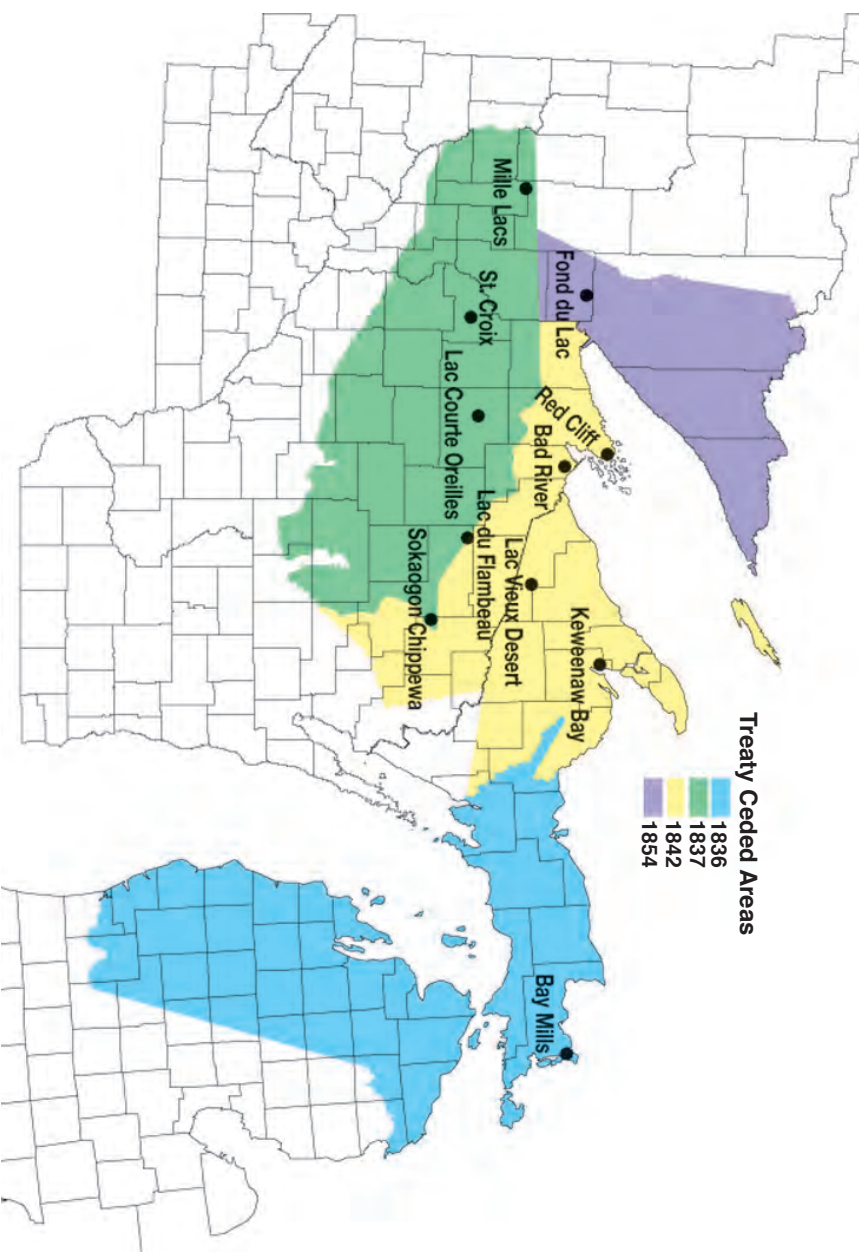 Treaty Ceded Areas
1836
1837
1842
1854
Mille Lacs
Fond du Lac
St. Croix
Lac Courte Oreilles
Red Cliff
Bad River
Lac du Flambeau
Lac Vieux Desert
Sokaogon Chippewa
Keweenaw Bay
Bay Mills